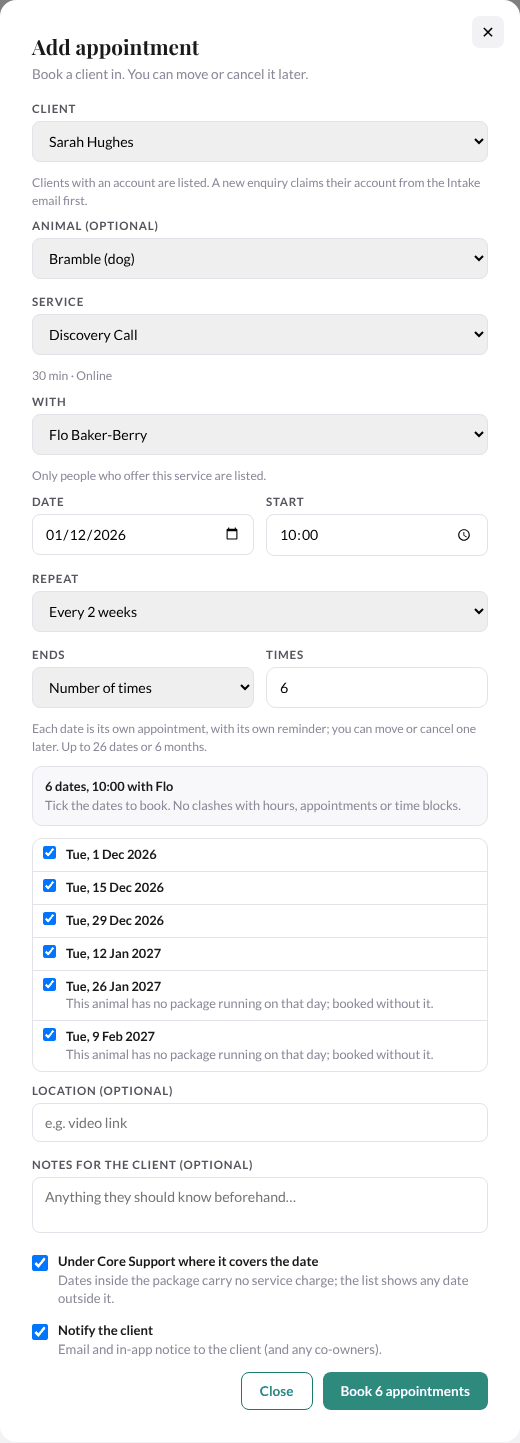 Add appointment
Book a client in. You can move or cancel it later.
CLIENT
Sarah Hughes
Clients with an account are listed. A new enquiry claims their account from the Intake
email first.
ANIMAL (OPTIONAL)
Bramble (dog)
SERVICE
Discovery Call
30 min · Online
WITH
Flo Baker-Berry
Only people who offer this service are listed.
DATE
START
01/12/2026
10:00
REPEAT
Every 2 weeks
ENDS
TIMES
Number of times
6
Each date is its own appointment, with its own reminder; you can move or cancel one
later. Up to 26 dates or 6 months.
6 dates, 10:00 with Flo
Tick the dates to book. No clashes with hours, appointments or time blocks.
Tue, 1 Dec 2026
Tue, 15 Dec 2026
Tue, 29 Dec 2026
Tue, 12 Jan 2027
Tue, 26 Jan 2027
This animal has no package running on that day; booked without it.
Tue, 9 Feb 2027
This animal has no package running on that day; booked without it.
LOCATION (OPTIONAL)
e.g. video link
NOTES FOR THE CLIENT (OPTIONAL)
Anything they should know beforehand...
Under Core Support where it covers the date
Dates inside the package carry no service charge; the list shows any date
outside it.
Notify the client
Email and in-app notice to the client (and any co-owners).
Close
Book 6 appointments